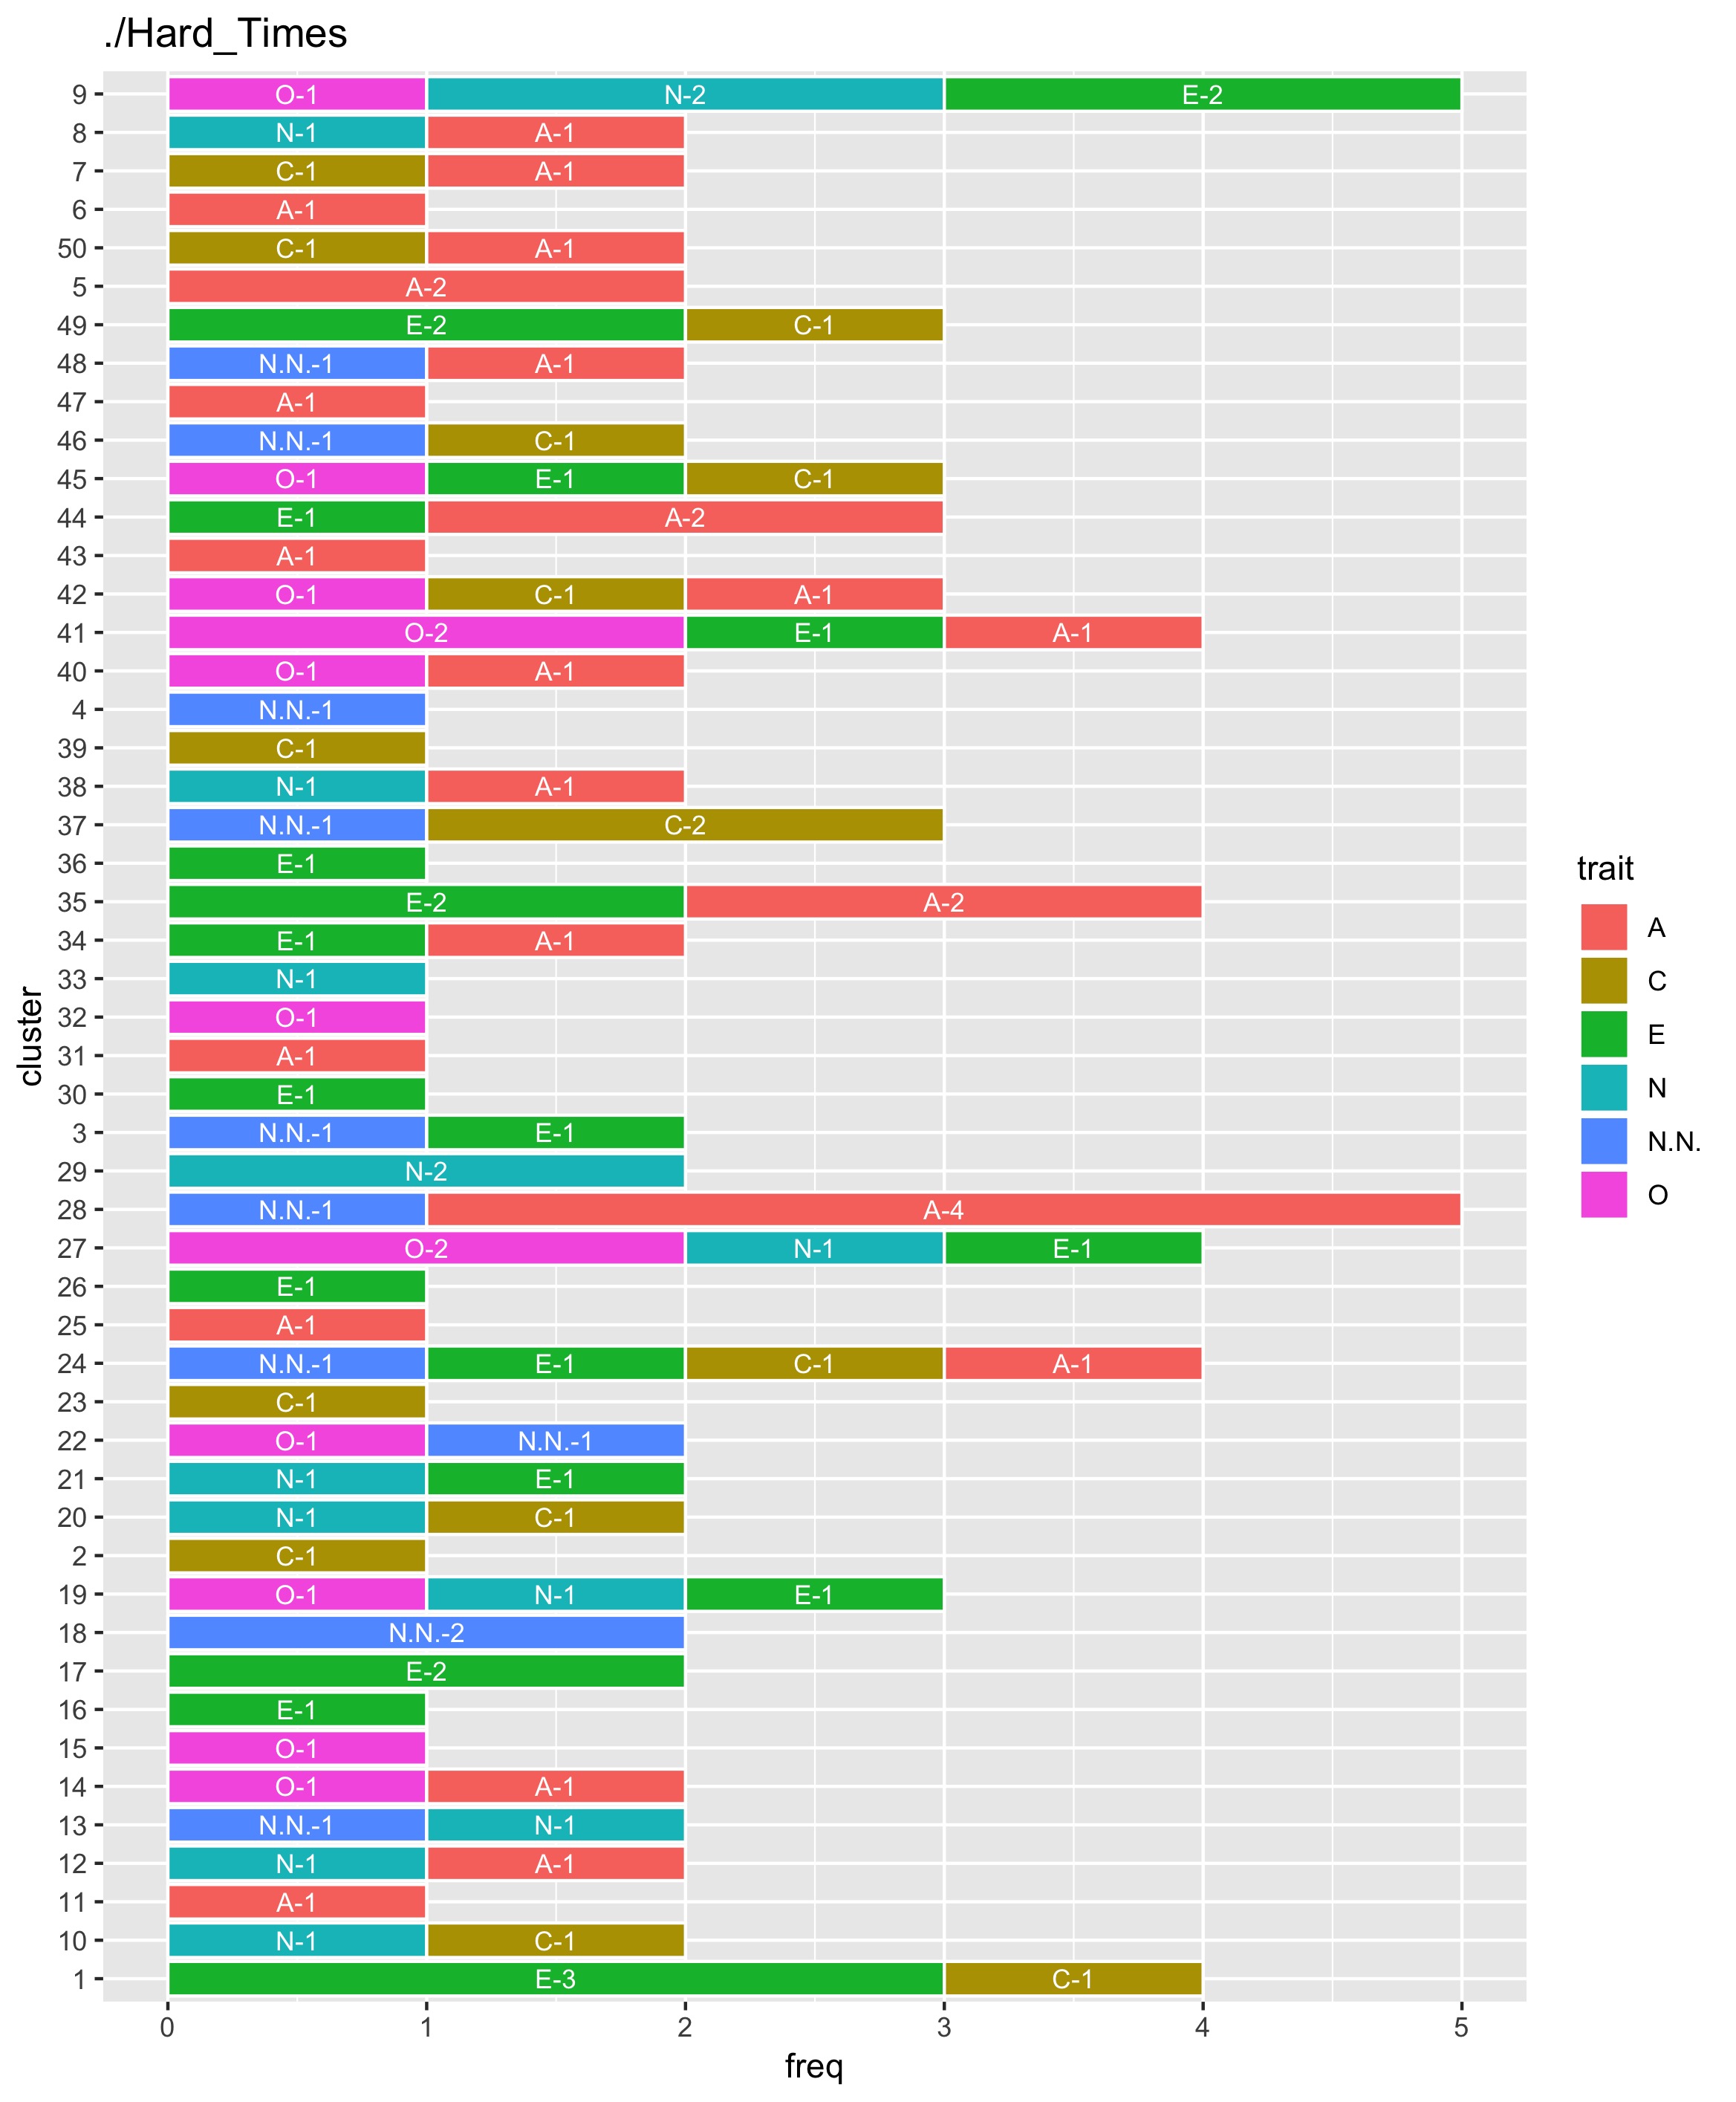 ./Hard_Times
9 O-1 N-2 E-2
8 N-1 A-1
7 C-1 A-1
6 A-1
50 C-1 A-1
5 A-2
49 E-2 C-1
48 N.N.-1 A-1
47 A-1
46 N.N.-1 C-1
45 O-1 E-1 C-1
44 E-1 A-2
43 A-1
42 O-1 C-1 A-1
41 O-2 E-1 A-1
40 O-1 A-1
4 N.N.-1
39 C-1
38 N-1 A-1
37 N.N.-1 C-2
36 E-1
35 E-2 A-2
34 E-1 A-1
33 N-1
32 O-1
31 A-1
30 E-1
3 N.N.-1 E-1
29 N-2
28 N.N.-1 A-4
27 O-2 N-1 E-1
26 E-1
25 A-1
24 N.N.-1 E-1 C-1 A-1
23 C-1
22 O-1 N.N.-1
21 N-1 E-1
20 N-1 C-1
2 C-1
19 O-1 N-1 E-1
18 N.N.-2
17 E-2
16 E-1
15 O-1
14 O-1 A-1
13 N.N.-1 N-1
12 N-1 A-1
11 A-1
10 N-1 C-1
1 E-3 C-1
0 1 2 3 4 5
freq
cluster
trait
A
C
E
N
N.N.
O